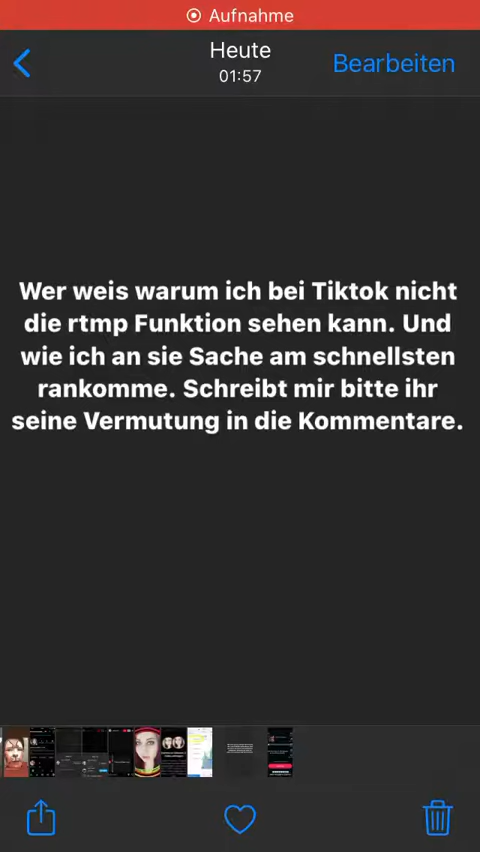 Aufnahme
Heute
01:57
Bearbeiten
Wer weis warum ich bei Tiktok nicht
die rtmp Funktion sehen kann. Und
wie ich an sie Sache am schnellsten
rankomme. Schreibt mir bitte ihr
seine Vermutung in die Kommentare.